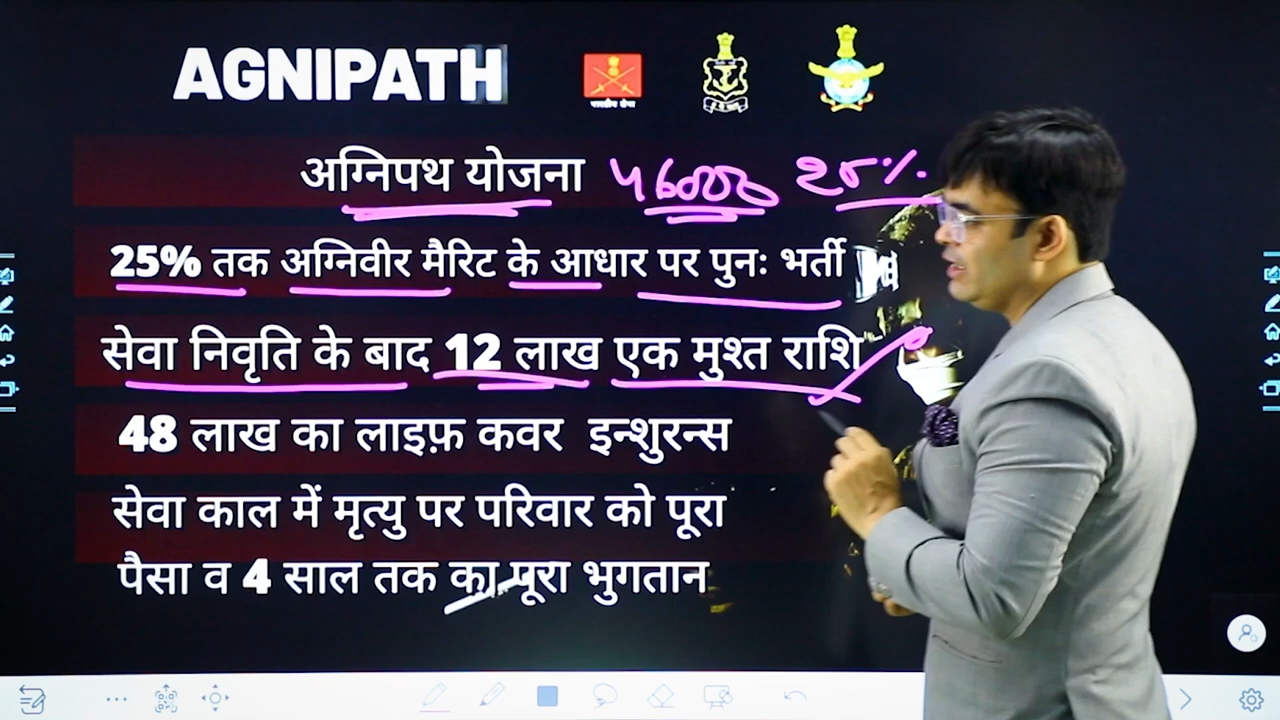 AGNIPATH
भारतीय सेना
अग्निपथ योजना 46000 25%
25% तक अग्निवीर मैरिट के आधार पर पुनः भर्ती
सेवा निवृति के बाद 12 लाख एक मुश्त राशि
48 लाख का लाइफ़ कवर इन्शुरन्स
सेवा काल में मृत्यु पर परिवार को पूरा
पैसा व 4 साल तक का पूरा भुगतान